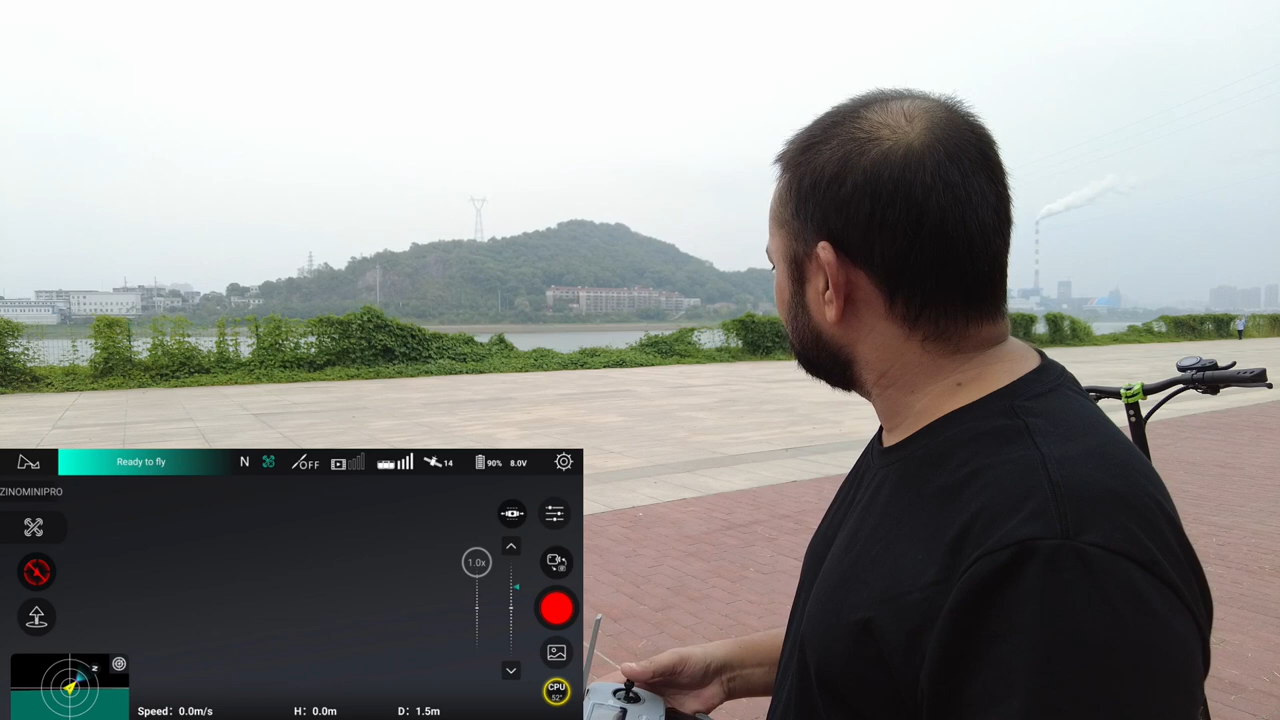 Ready to fly N OFF 14 90% 8.0V
ZINOMINIPRO
1.0x
N
CPU
52°
Speed: 0.0m/s H: 0.0m D: 1.5m